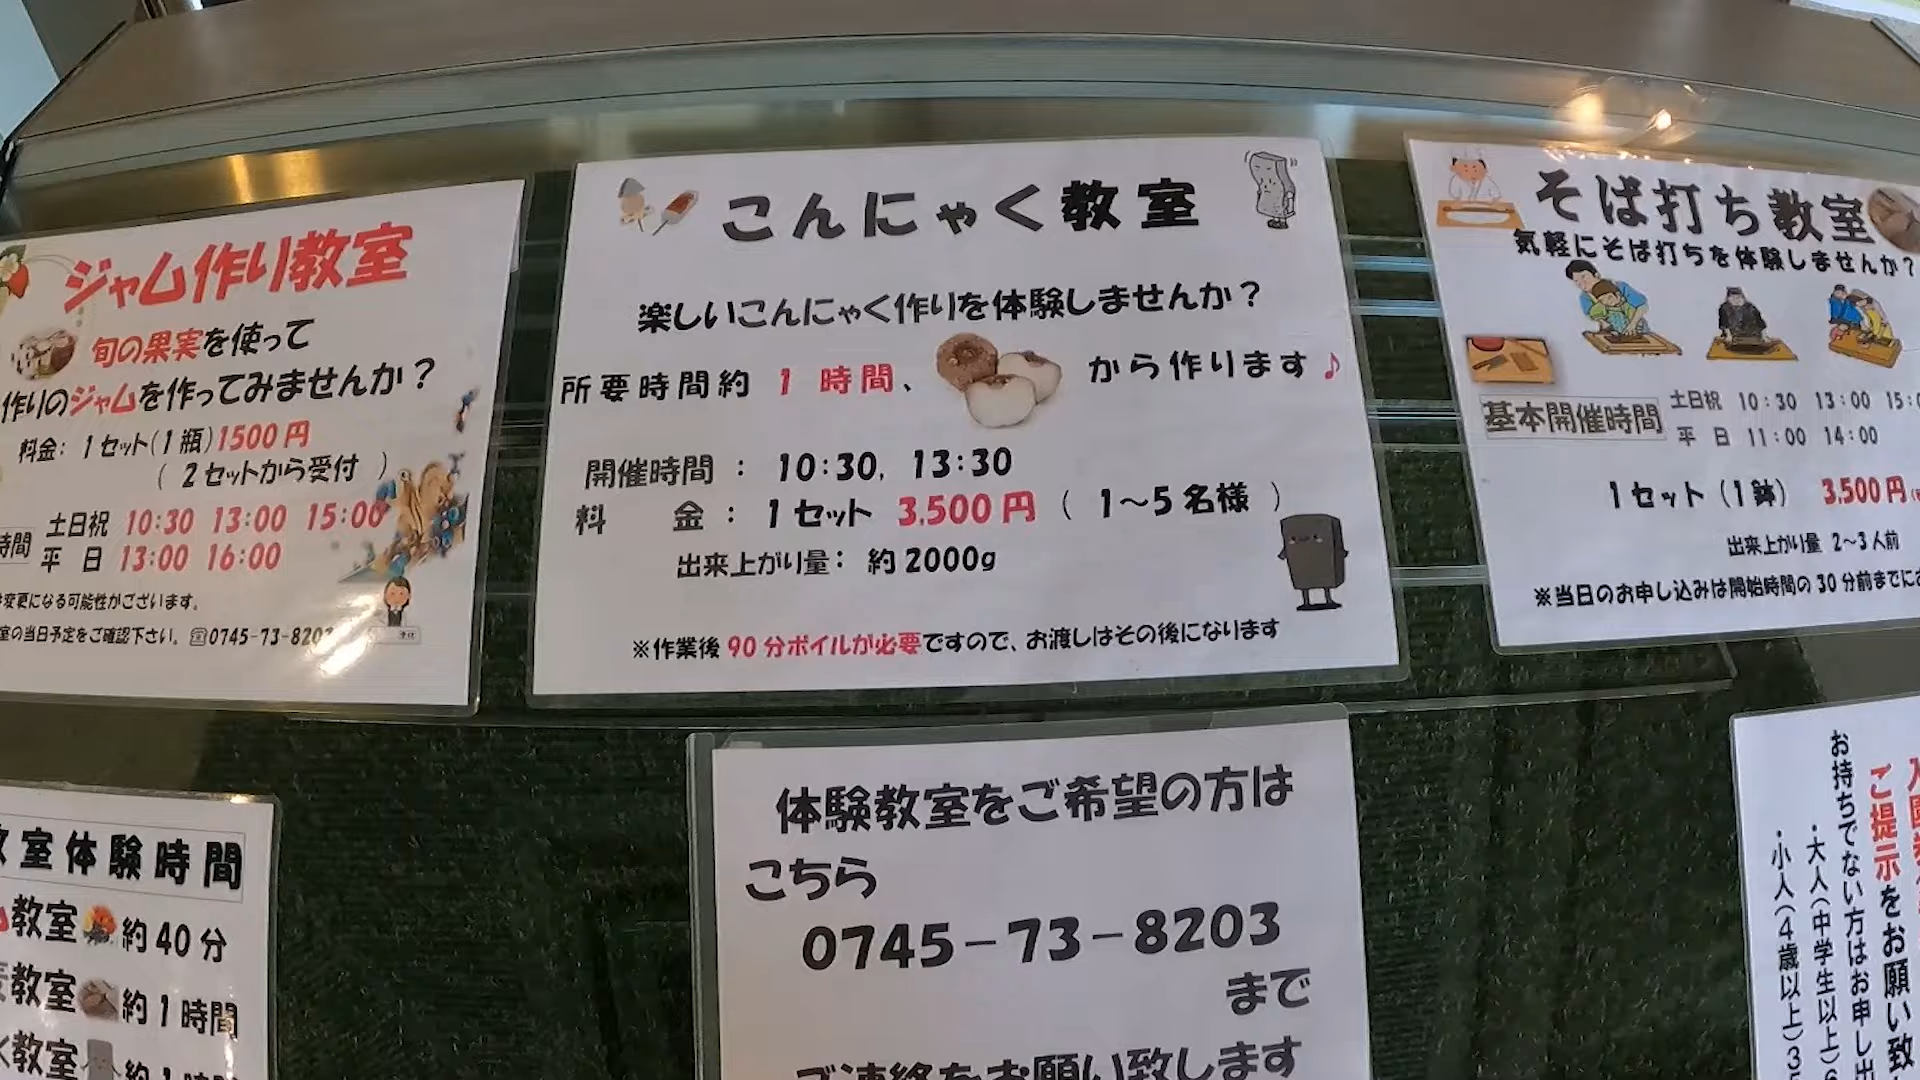 ジャム作り教室
旬の果実を使って
作りのジャムを作ってみませんか？
料金: 1セット(1瓶)1500円
( 2セットから受付 )
時間 土日祝 10:30 13:00 15:00
平 日 13:00 16:00
変更になる可能性がございます。
室の当日予定をご確認下さい。☎0745-73-8203
こんにゃく教室
楽しいこんにゃく作りを体験しませんか？
所要時間約 1 時間、 から作ります♪
開催時間 : 10:30, 13:30
料 金 : 1セット 3,500円 ( 1～5名様 )
出来上がり量: 約2000g
※作業後 90分ボイルが必要ですので、お渡しはその後になります
そば打ち教室
気軽にそば打ちを体験しませんか？
基本開催時間 土日祝 10:30 13:00 15:0
平 日 11:00 14:00
1セット (1鉢) 3,500円
出来上がり量 2～3人前
※当日のお申し込みは開始時間の30分前までにお
教室体験時間
教室 約40分
教室 約1時間
く教室 約1時間
体験教室をご希望の方は
こちら
0745-73-8203
まで
ご連絡をお願い致します
ご提示をお願い致し
お持ちでない方はお申し出
・大人(中学生以上)6
・小人(4歳以上)35